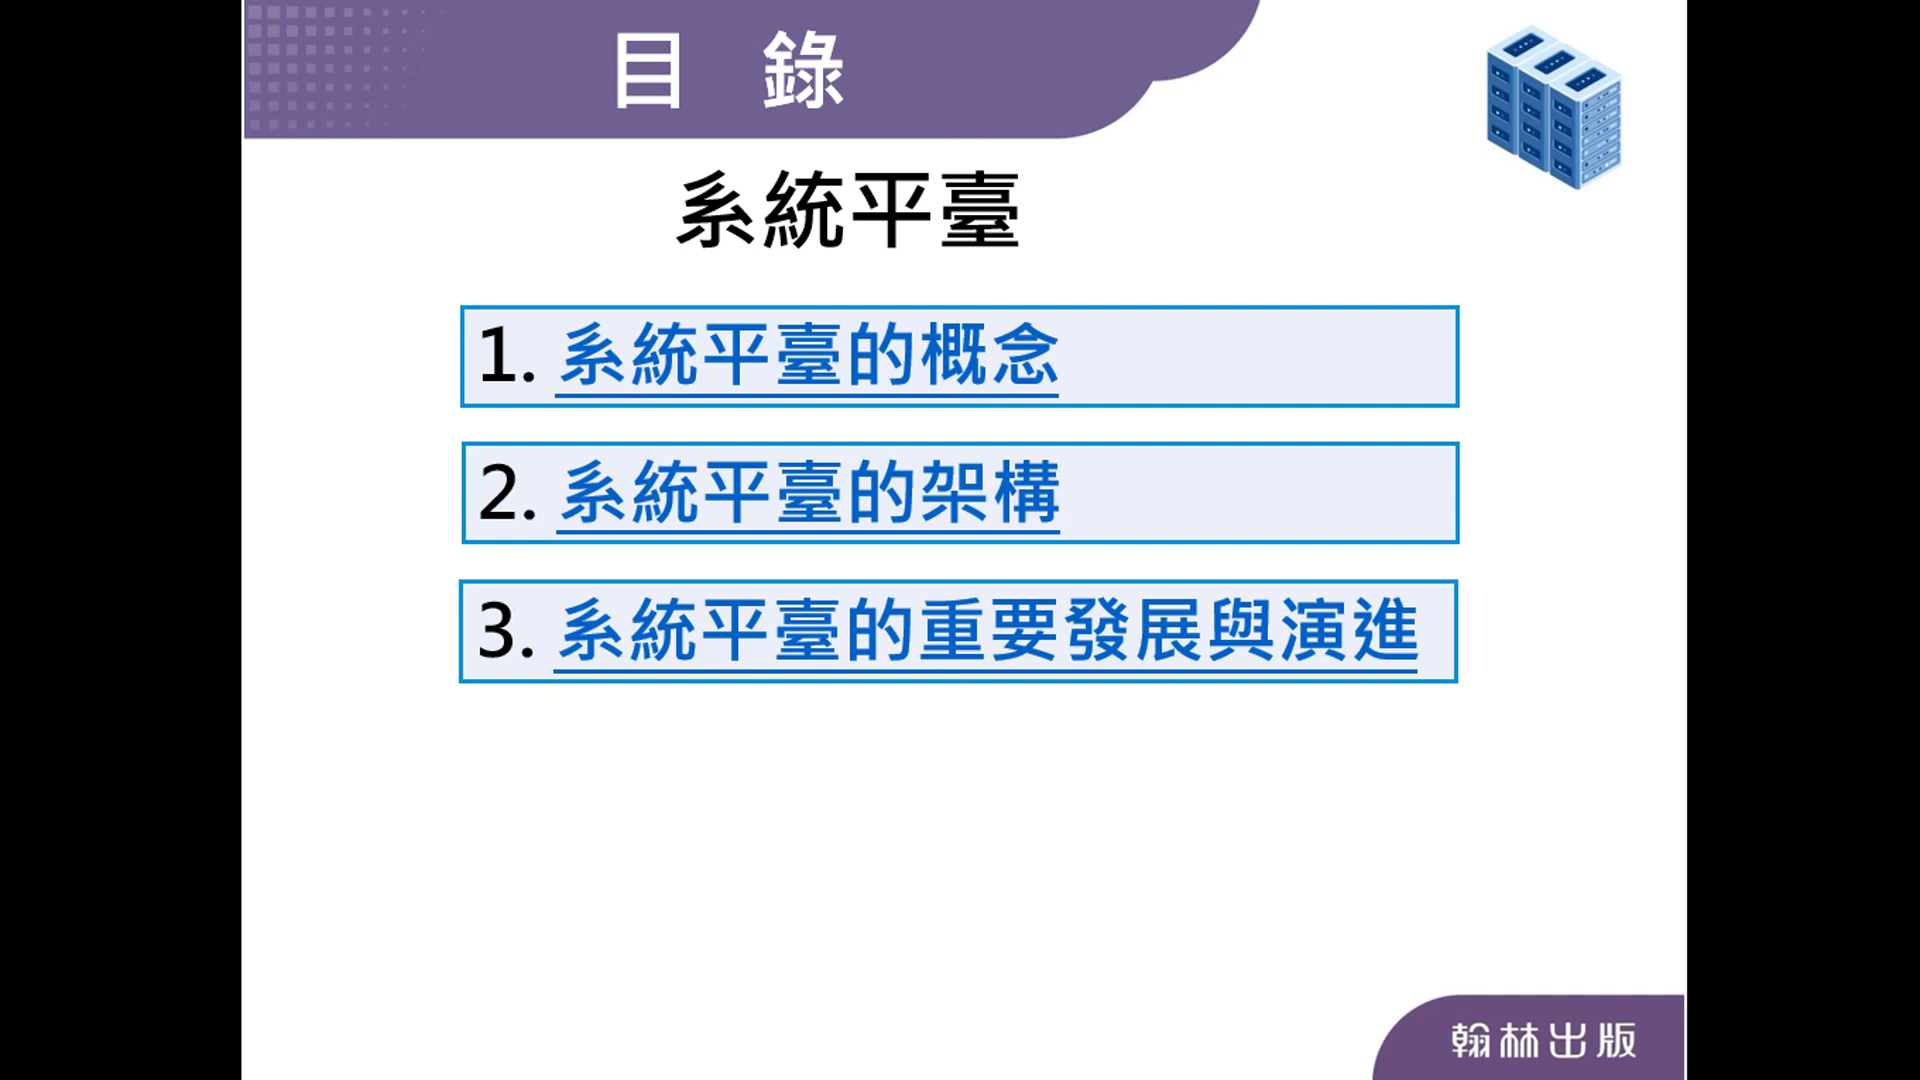 目 錄
系統平臺
1. 系統平臺的概念
2. 系統平臺的架構
3. 系統平臺的重要發展與演進
翰林出版